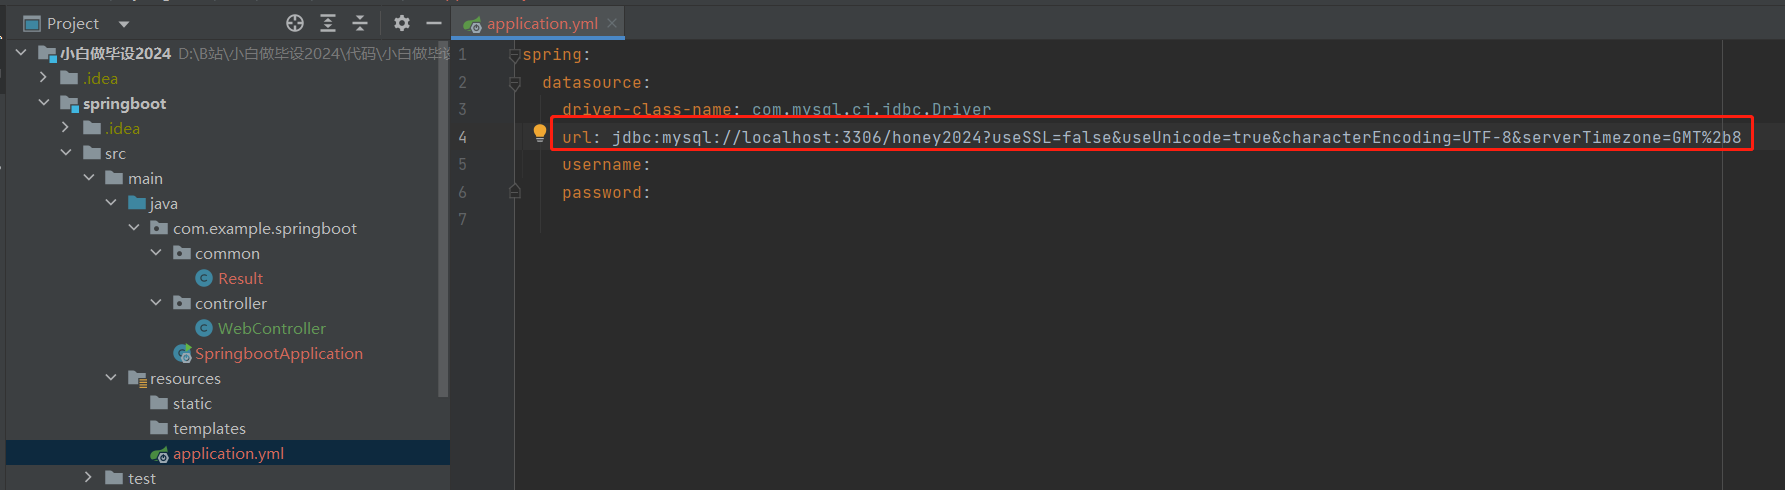 Project
小白做毕设2024 D:\B站\小白做毕设2024\代码\小白做毕设
.idea
springboot
.idea
src
main
java
com.example.springboot
common
Result
controller
WebController
SpringbootApplication
resources
static
templates
application.yml
test
application.yml
1 spring:
2 datasource:
3 driver-class-name: com.mysql.cj.jdbc.Driver
4 url: jdbc:mysql://localhost:3306/honey2024?useSSL=false&useUnicode=true&characterEncoding=UTF-8&serverTimezone=GMT%2b8
5 username:
6 password:
7